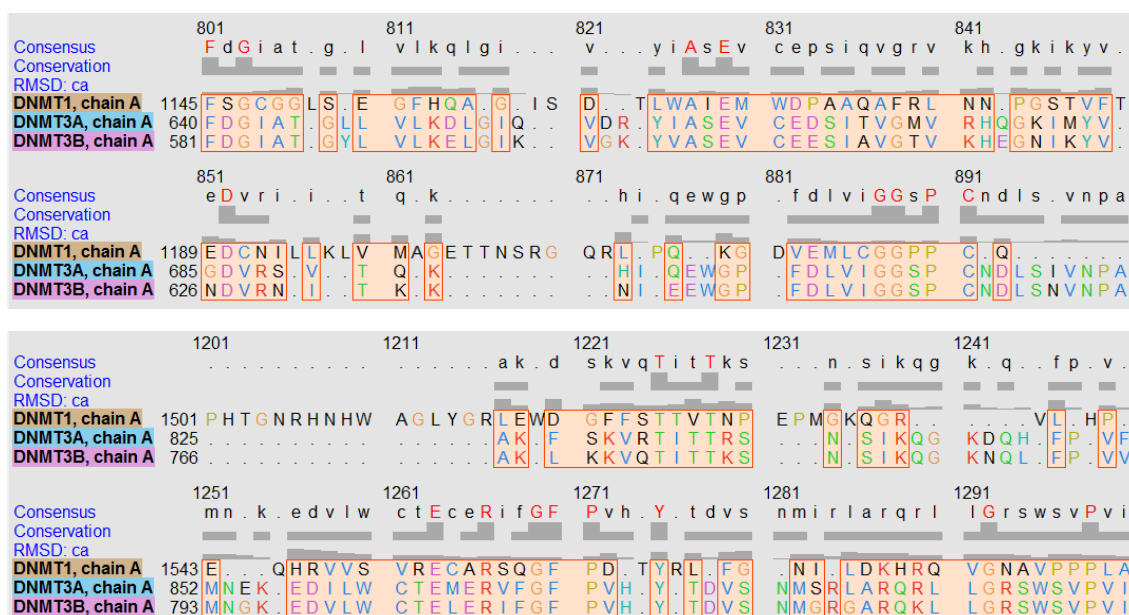 801 811 821 831 841
Consensus F d G i a t . g . l v l k q l g i . . . v . . . y i A s E v c e p s i q v g r v k h . g k i k y v .
Conservation
RMSD: ca
DNMT1, chain A 1145 F S G C G G L S . E G F H Q A . G . I S D . . T L W A I E M W D P A A Q A F R L N N . P G S T V F T
DNMT3A, chain A 640 F D G I A T . G L L V L K D L G I Q . . V D R . Y I A S E V C E D S I T V G M V R H Q G K I M Y V .
DNMT3B, chain A 581 F D G I A T . G Y L V L K E L G I K . . V G K . Y V A S E V C E E S I A V G T V K H E G N I K Y V .
851 861 871 881 891
Consensus e D v r i . i . . t q . k . . . . . . . . . h i . q e w g p . f d l v i G G s P C n d l s . v n p a
Conservation
RMSD: ca
DNMT1, chain A 1189 E D C N I L L K L V M A G E T T N S R G Q R L . P Q . . K G D V E M L C G G P P C . Q . . . . . . .
DNMT3A, chain A 685 G D V R S . V . . T Q . K . . . . . . . . . H I . Q E W G P . F D L V I G G S P C N D L S I V N P A
DNMT3B, chain A 626 N D V R N . I . . T K . K . . . . . . . . . N I . E E W G P . F D L V I G G S P C N D L S N V N P A
1201 1211 1221 1231 1241
Consensus . . . . . . . . . . . . . . . . a k . d s k v q T i t T k s . . . n . s i k q g k . q . . f p . v .
Conservation
RMSD: ca
DNMT1, chain A 1501 P H T G N R H N H W A G L Y G R L E W D G F F S T T V T N P E P M G K Q G R . . . . . . V L . H P .
DNMT3A, chain A 825 . . . . . . . . . . . . . . . . A K . F S K V R T I T T R S . . . N . S I K Q G K D Q H . F P . V F
DNMT3B, chain A 766 . . . . . . . . . . . . . . . . A K . L K K V Q T I T T K S . . . N . S I K Q G K N Q L . F P . V V
1251 1261 1271 1281 1291
Consensus m n . k . e d v l w c t E c e R i f G F P v h . Y . t d v s n m i r l a r q r l l G r s w s v P v i
Conservation
RMSD: ca
DNMT1, chain A 1543 E . . . Q H R V V S V R E C A R S Q G F P D . T Y R L . F G . N I . L D K H R Q V G N A V P P P L A
DNMT3A, chain A 852 M N E K . E D I L W C T E M E R V F G F P V H . Y . T D V S N M S R L A R Q R L L G R S W S V P V I
DNMT3B, chain A 793 M N G K . E D V L W C T E L E R I F G F P V H . Y . T D V S N M G R G A R Q K L L G R S W S V P V I